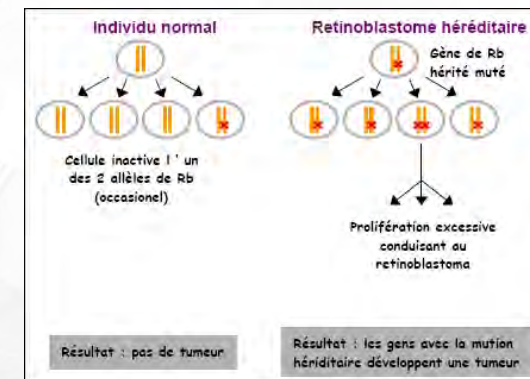 Individu normal
Cellule inactive l ' un
des 2 allèles de Rb
(occasionel)
Résultat : pas de tumeur
Retinoblastome héréditaire
Gène de Rb
hérité muté
Prolifération excessive
conduisant au
retinoblastoma
Résultat : les gens avec la mution
hériditaire développent une tumeur